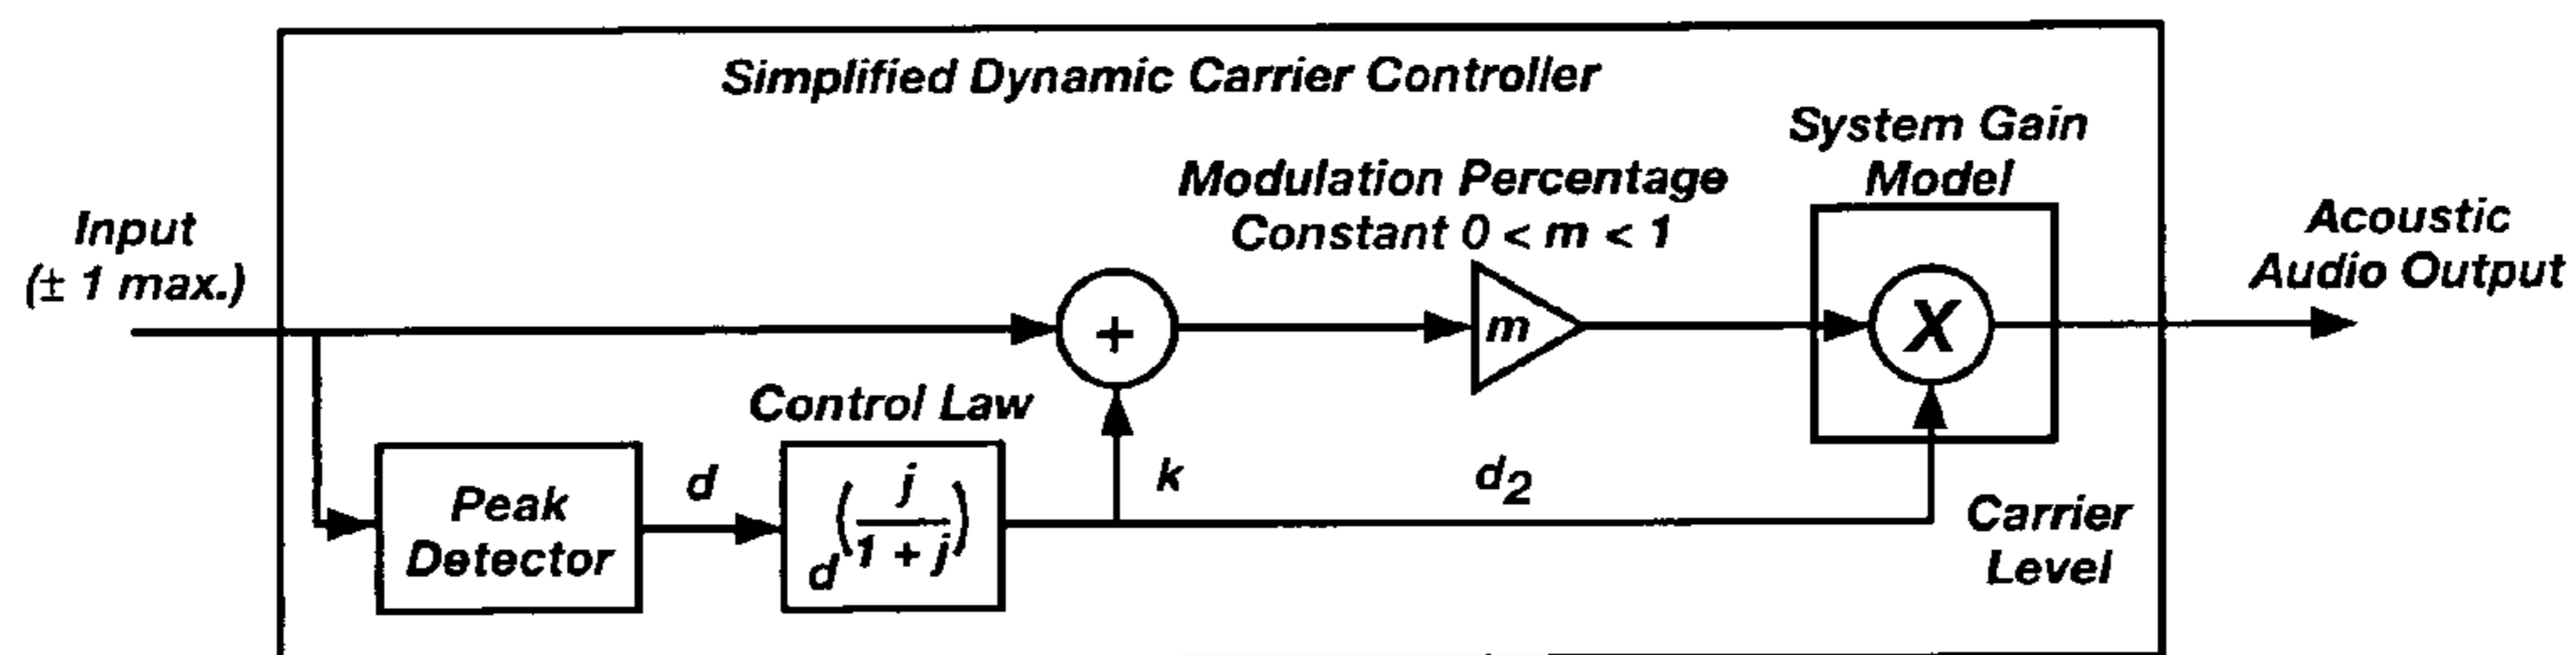 Simplified Dynamic Carrier Controller
System Gain
Model
Modulation Percentage
Constant 0 < m < 1
Input
(± 1 max.)
Acoustic
Audio Output
+
m
X
Control Law
Peak
Detector
d
d^(j / 1 + j)
k
d2
Carrier
Level